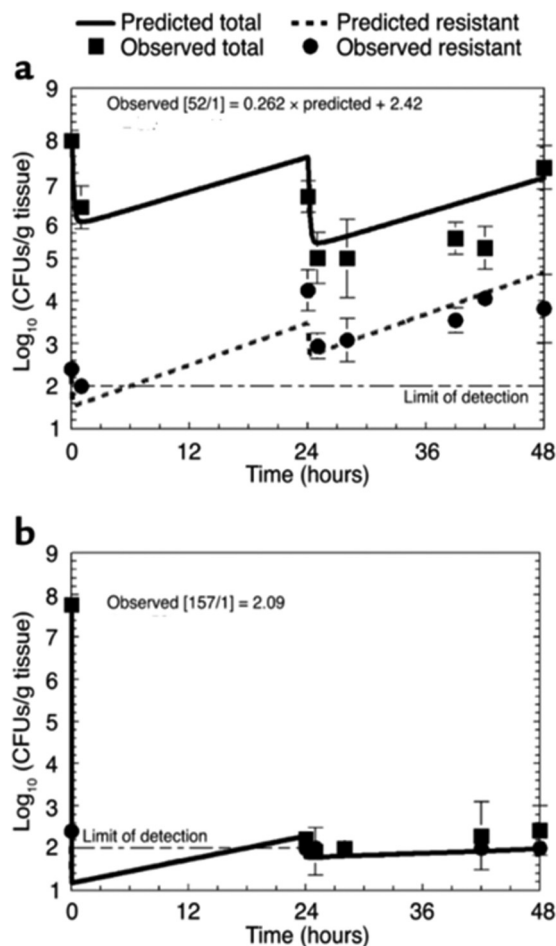 Predicted total Predicted resistant
Observed total Observed resistant
a
Observed [52/1] = 0.262 × predicted + 2.42
9
8
7
6
5
4
3
2
1
Log10 (CFUs/g tissue)
Limit of detection
0 12 24 36 48
Time (hours)
b
Observed [157/1] = 2.09
9
8
7
6
5
4
3
2
1
Log10 (CFUs/g tissue)
Limit of detection
0 12 24 36 48
Time (hours)